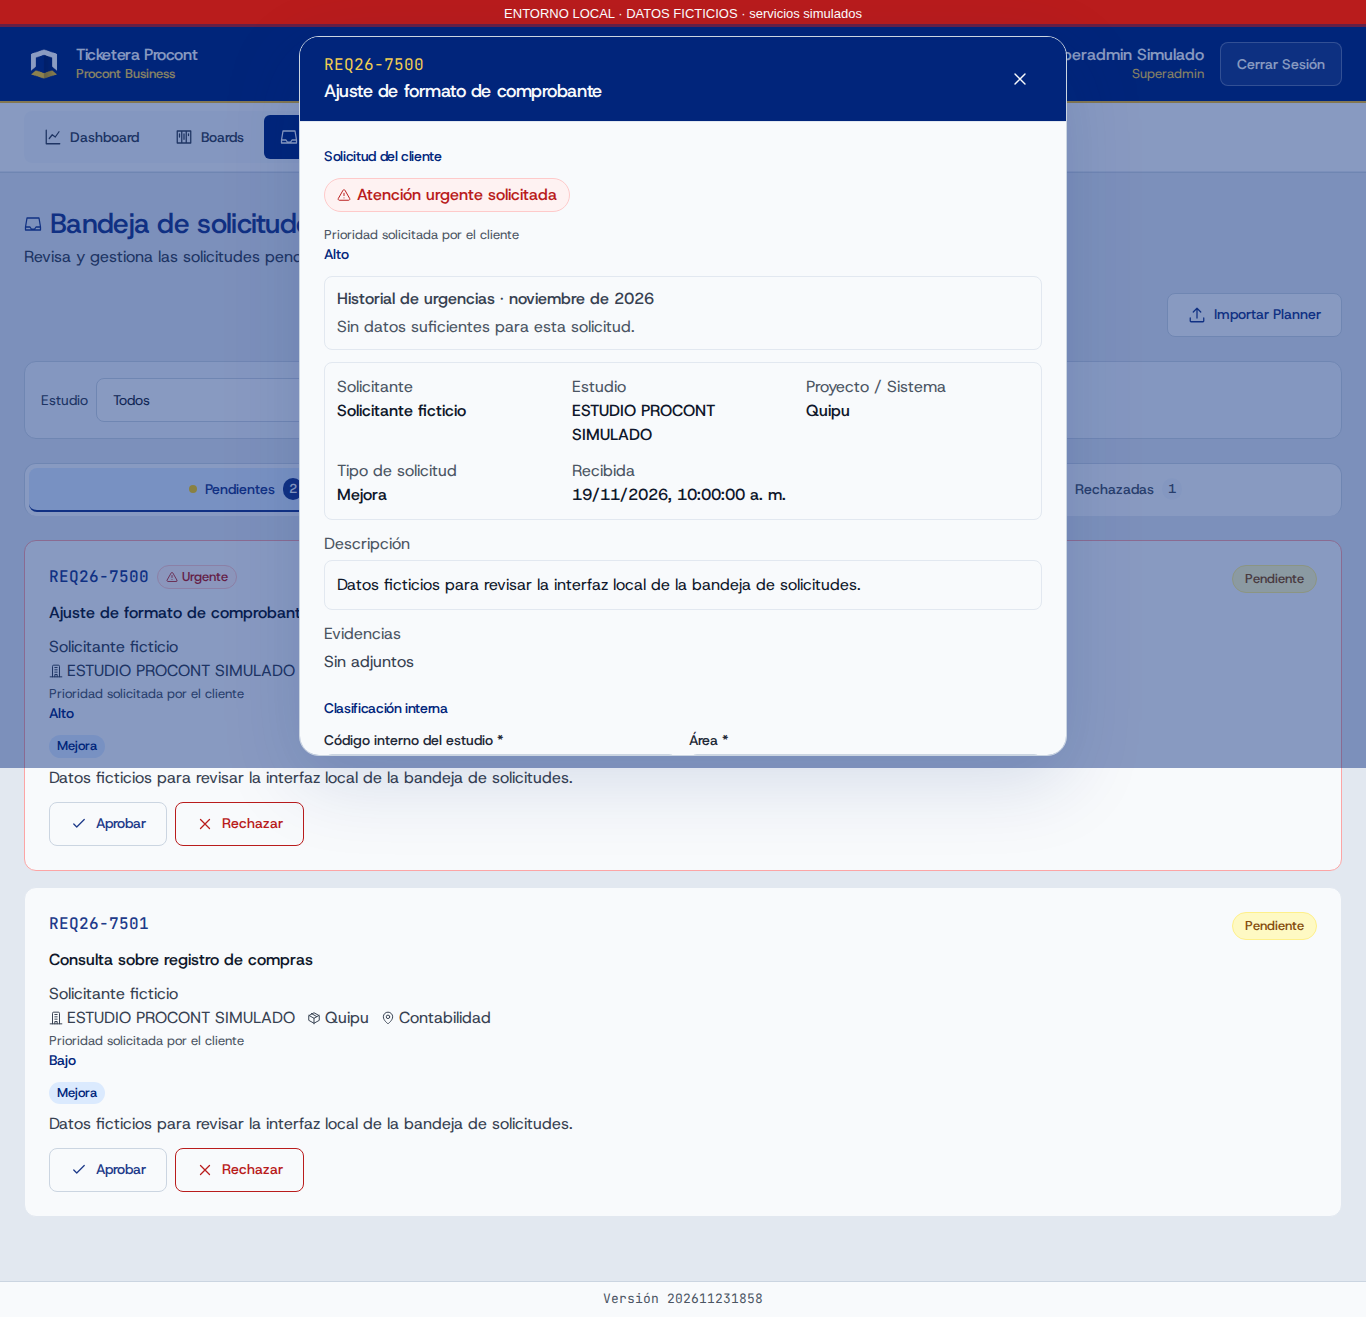 ENTORNO LOCAL · DATOS FICTICIOS · servicios simulados
Ticketera Procont
Procont Business
Superadmin
Cerrar Sesión
Dashboard
Boards
REQ26-7500
Ajuste de formato de comprobante
Bandeja de
Revisa y gestiona las solicitudes
Importar Planner
Estudio
Todos
Pendientes
Rechazadas 1
Solicitud del cliente
Atención urgente solicitada
Prioridad solicitada por el cliente
Alto
Historial de urgencias · noviembre de 2026
Sin datos suficientes para esta solicitud.
Solicitante
Estudio
Proyecto / Sistema
Solicitante ficticio
ESTUDIO PROCONT SIMULADO
Quipu
Tipo de solicitud
Recibida
Mejora
19/11/2026, 10:00:00 a. m.
Descripción
Datos ficticios para revisar la interfaz local de la bandeja de solicitudes.
Evidencias
Sin adjuntos
Clasificación interna
Código interno del estudio *
Área *
REQ26-7500
Urgente
Pendiente
Ajuste de formato de
Solicitante ficticio
ESTUDIO PROCONT SIMULADO
Prioridad solicitada por el cliente
Alto
Mejora
Datos ficticios para revisar la interfaz local de la bandeja de solicitudes.
Aprobar
Rechazar
REQ26-7501
Pendiente
Consulta sobre registro de compras
Solicitante ficticio
ESTUDIO PROCONT SIMULADO
Quipu
Contabilidad
Prioridad solicitada por el cliente
Bajo
Mejora
Datos ficticios para revisar la interfaz local de la bandeja de solicitudes.
Aprobar
Rechazar
Versión 202611231858